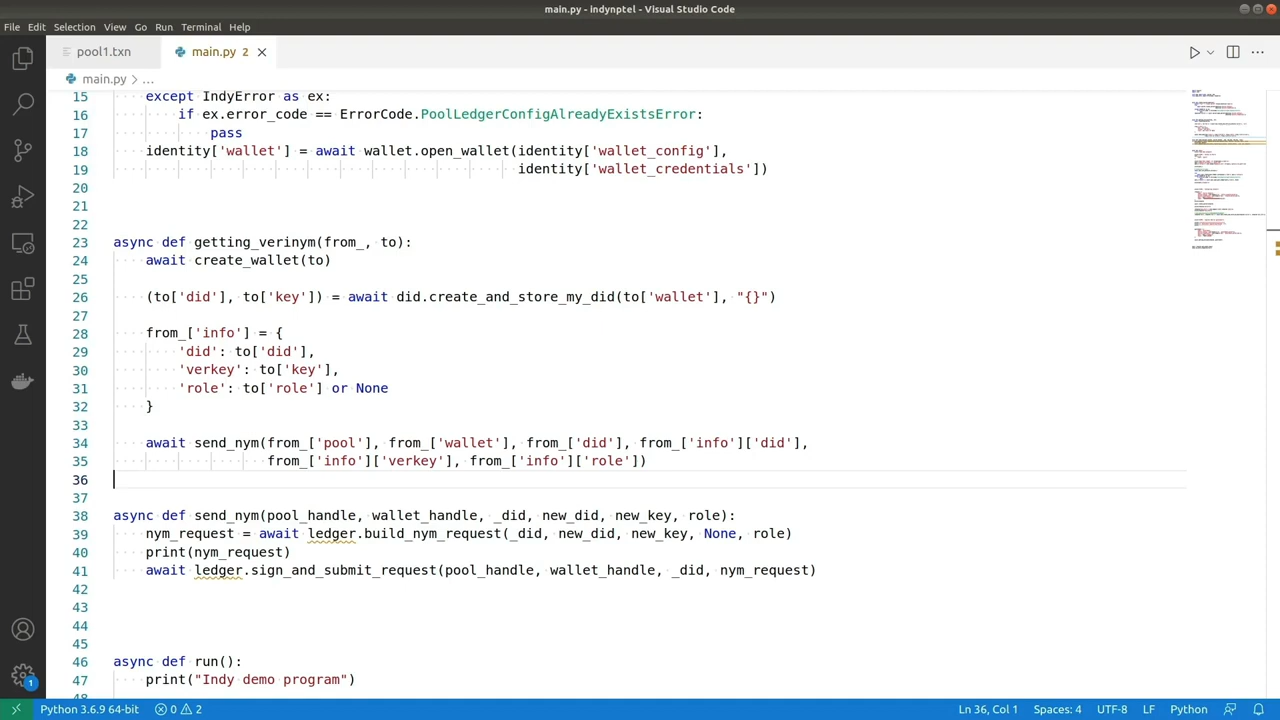 main.py - indynptel - Visual Studio Code
File Edit Selection View Go Run Terminal Help
pool1.txn main.py 2
main.py > ...
15 except IndyError as ex:
16 if ex.error_code == ErrorCode.PoolLedgerConfigAlreadyExistsError:
17 pass
18 identity['wallet'] = await wallet.open_wallet(identity['wallet_config'],
19 identity['wallet_credentials'])
20
21
22
23 async def getting_verinym(from_, to):
24 await create_wallet(to)
25
26 (to['did'], to['key']) = await did.create_and_store_my_did(to['wallet'], "{}")
27
28 from_['info'] = {
29 'did': to['did'],
30 'verkey': to['key'],
31 'role': to['role'] or None
32 }
33
34 await send_nym(from_['pool'], from_['wallet'], from_['did'], from_['info']['did'],
35 from_['info']['verkey'], from_['info']['role'])
36
37
38 async def send_nym(pool_handle, wallet_handle, _did, new_did, new_key, role):
39 nym_request = await ledger.build_nym_request(_did, new_did, new_key, None, role)
40 print(nym_request)
41 await ledger.sign_and_submit_request(pool_handle, wallet_handle, _did, nym_request)
42
43
44
45
46 async def run():
47 print("Indy demo program")
48
1
Python 3.6.9 64-bit 0 2 Ln 36, Col 1 Spaces: 4 UTF-8 LF Python